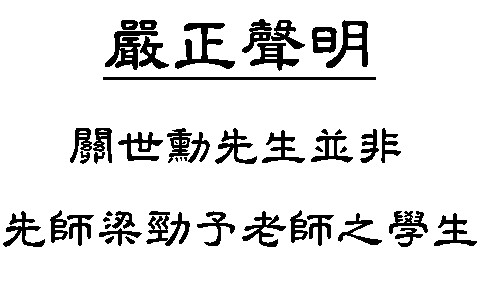 嚴正聲明
關世勳先生並非
先師梁勁予老師之學生